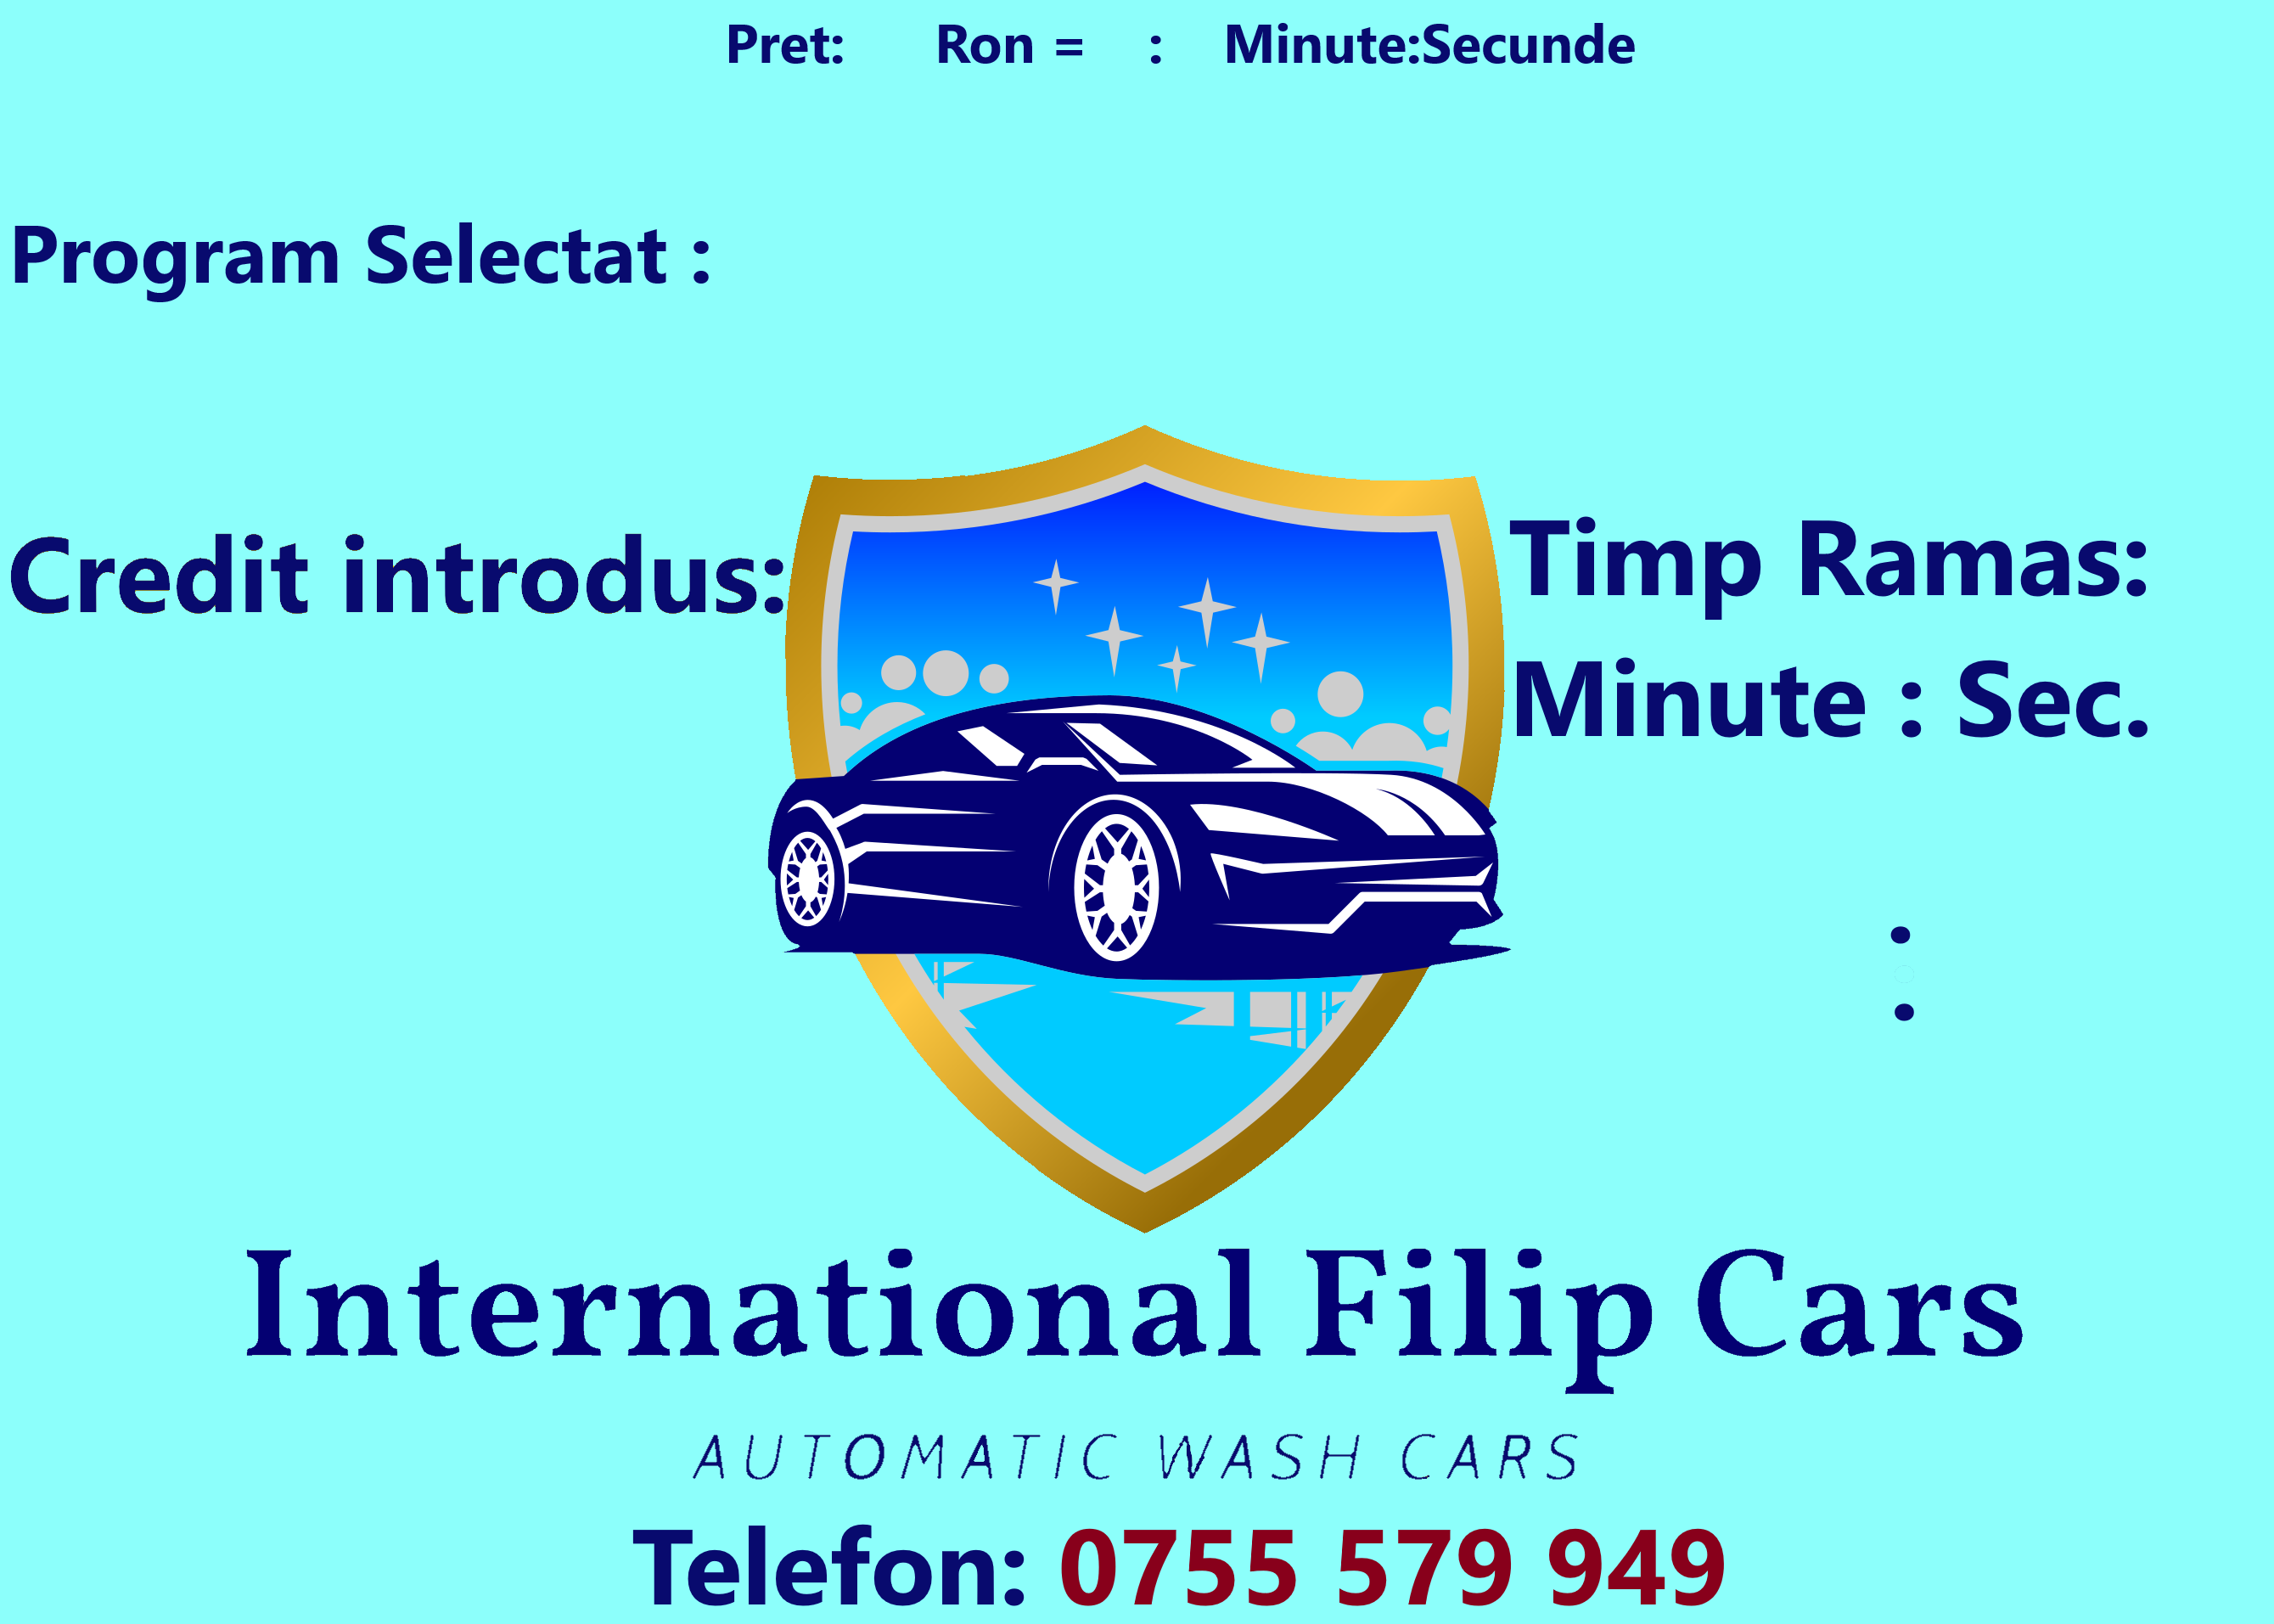 Pret: Ron = : Minute:Secunde
Program Selectat :
Credit introdus:
Timp Ramas:
Minute : Sec.
:
International Filip Cars
AUTOMATIC WASH CARS
Telefon: 0755 579 949